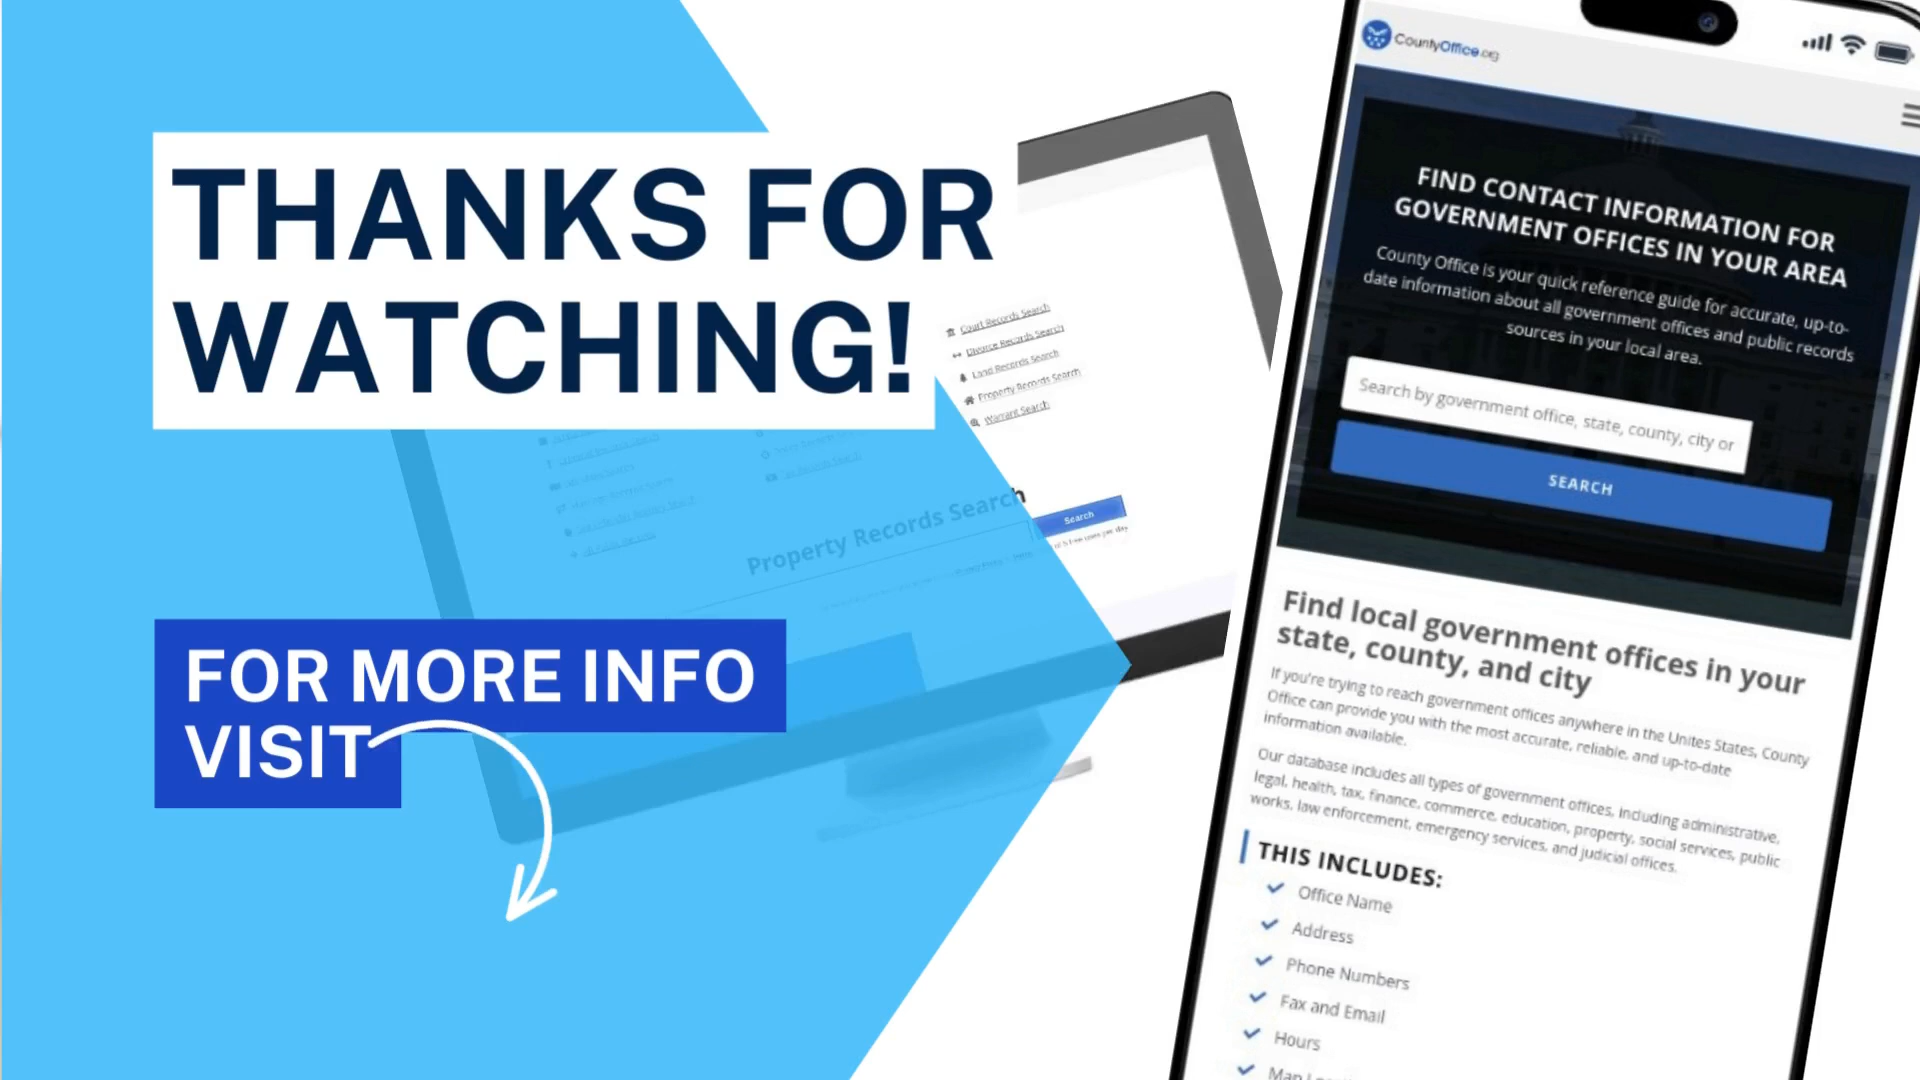 THANKS FOR
WATCHING!
FOR MORE INFO
VISIT
Court Records Search
Divorce Records Search
Land Records Search
Property Records Search
Warrant Search
Property Records Search
Search
CountyOffice.org
FIND CONTACT INFORMATION FOR
GOVERNMENT OFFICES IN YOUR AREA
County Office is your quick reference guide for accurate, up-to-
date information about all government offices and public records
sources in your local area.
Search by government office, state, county, city or
SEARCH
Find local government offices in your
state, county, and city
If you're trying to reach government offices anywhere in the Unites States, County
Office can provide you with the most accurate, reliable, and up-to-date
information available.
Our database includes all types of government offices, including administrative,
legal, health, tax, finance, commerce, education, property, social services, public
works, law enforcement, emergency services, and judicial offices.
THIS INCLUDES:
Office Name
Address
Phone Numbers
Fax and Email
Hours
Map